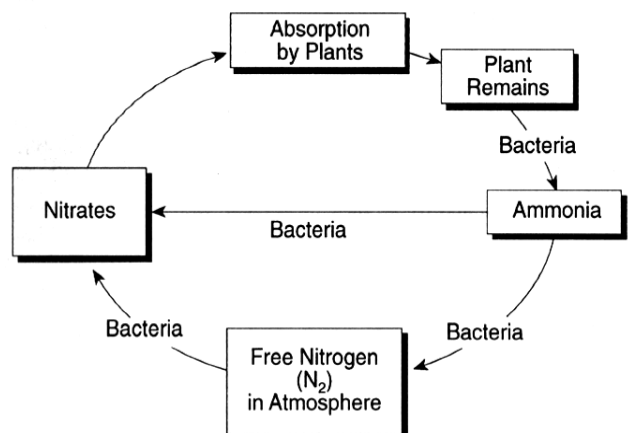 Absorption
by Plants
Plant
Remains
Bacteria
Nitrates
Ammonia
Bacteria
Bacteria
Bacteria
Free Nitrogen
(N₂)
in Atmosphere